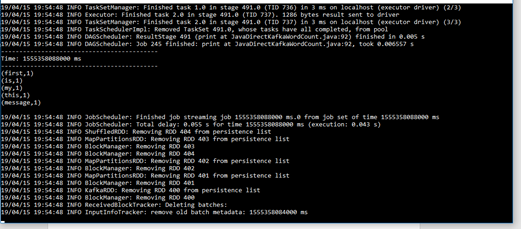 19/04/15 19:54:48 INFO TaskSetManager: Finished task 1.0 in stage 491.0 (TID 736) in 3 ms on localhost (executor driver) (2/3)
19/04/15 19:54:48 INFO Executor: Finished task 2.0 in stage 491.0 (TID 737). 1286 bytes result sent to driver
19/04/15 19:54:48 INFO TaskSetManager: Finished task 2.0 in stage 491.0 (TID 737) in 3 ms on localhost (executor driver) (3/3)
19/04/15 19:54:48 INFO TaskSchedulerImpl: Removed TaskSet 491.0, whose tasks have all completed, from pool
19/04/15 19:54:48 INFO DAGScheduler: ResultStage 491 (print at JavaDirectKafkaWordCount.java:92) finished in 0.005 s
19/04/15 19:54:48 INFO DAGScheduler: Job 245 finished: print at JavaDirectKafkaWordCount.java:92, took 0.006557 s
-------------------------------------------
Time: 1555358088000 ms
-------------------------------------------
(first,1)
(is,1)
(my,1)
(this,1)
(message,1)
19/04/15 19:54:48 INFO JobScheduler: Finished job streaming job 1555358088000 ms.0 from job set of time 1555358088000 ms
19/04/15 19:54:48 INFO JobScheduler: Total delay: 0.055 s for time 1555358088000 ms (execution: 0.043 s)
19/04/15 19:54:48 INFO ShuffledRDD: Removing RDD 404 from persistence list
19/04/15 19:54:48 INFO MapPartitionsRDD: Removing RDD 403 from persistence list
19/04/15 19:54:48 INFO BlockManager: Removing RDD 403
19/04/15 19:54:48 INFO BlockManager: Removing RDD 404
19/04/15 19:54:48 INFO MapPartitionsRDD: Removing RDD 402 from persistence list
19/04/15 19:54:48 INFO BlockManager: Removing RDD 402
19/04/15 19:54:48 INFO MapPartitionsRDD: Removing RDD 401 from persistence list
19/04/15 19:54:48 INFO BlockManager: Removing RDD 401
19/04/15 19:54:48 INFO KafkaRDD: Removing RDD 400 from persistence list
19/04/15 19:54:48 INFO BlockManager: Removing RDD 400
19/04/15 19:54:48 INFO ReceivedBlockTracker: Deleting batches:
19/04/15 19:54:48 INFO InputInfoTracker: remove old batch metadata: 1555358084000 ms